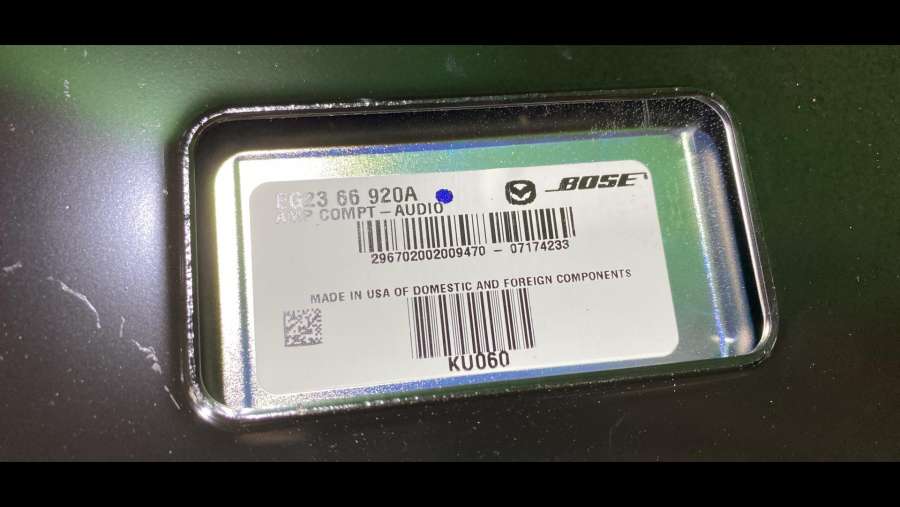 EG23 66 920A
BOSE
AMP COMPT-AUDIO
296702002009470 - 07174233
MADE IN USA OF DOMESTIC AND FOREIGN COMPONENTS
KU060